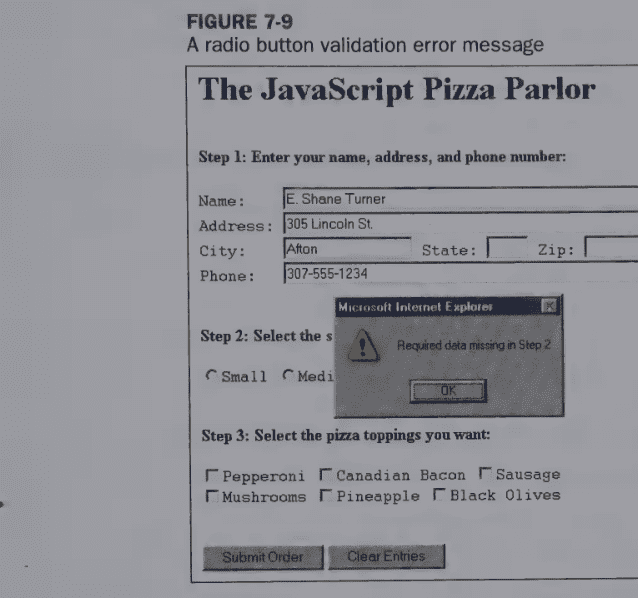 FIGURE 7-9
A radio button validation error message
The JavaScript Pizza Parlor
Step 1: Enter your name, address, and phone number:
Name: E. Shane Turner
Address: 305 Lincoln St.
City: Afton State: Zip:
Phone: 307-555-1234
Microsoft Internet Explorer
Step 2: Select the s
Required data missing in Step 2
Small Medi
OK
Step 3: Select the pizza toppings you want:
Pepperoni Canadian Bacon Sausage
Mushrooms Pineapple Black Olives
Submit Order Clear Entries